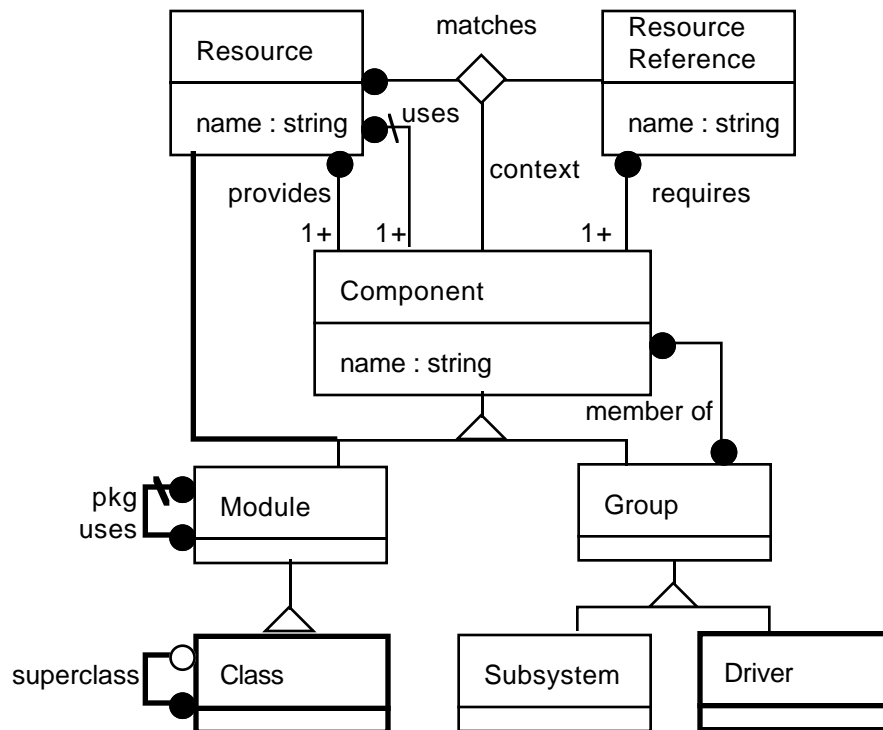 matches
Resource
Resource
Reference
name : string
uses
name : string
provides
context
requires
1+
1+
1+
Component
name : string
member of
pkg
uses
Module
Group
superclass
Class
Subsystem
Driver